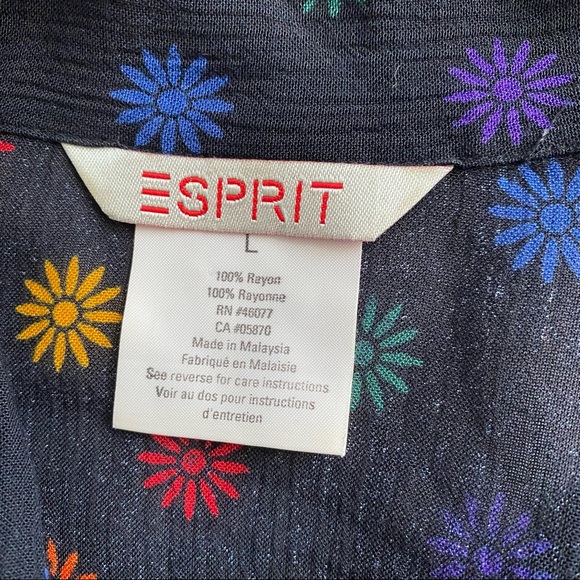 ESPRIT
L
100% Rayon
100% Rayonne
RN #46077
CA #05870
Made in Malaysia
Fabriqué en Malaisie
See reverse for care instructions
Voir au dos pour instructions
d'entretien